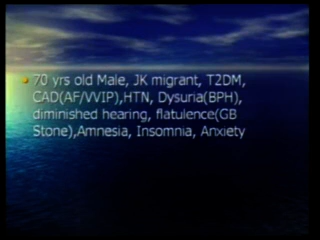 70 yrs old Male, JK migrant, T2DM,
CAD(AF/VVIP),HTN, Dysuria(BPH),
diminished hearing, flatulence(GB
Stone),Amnesia, Insomnia, Anxiety